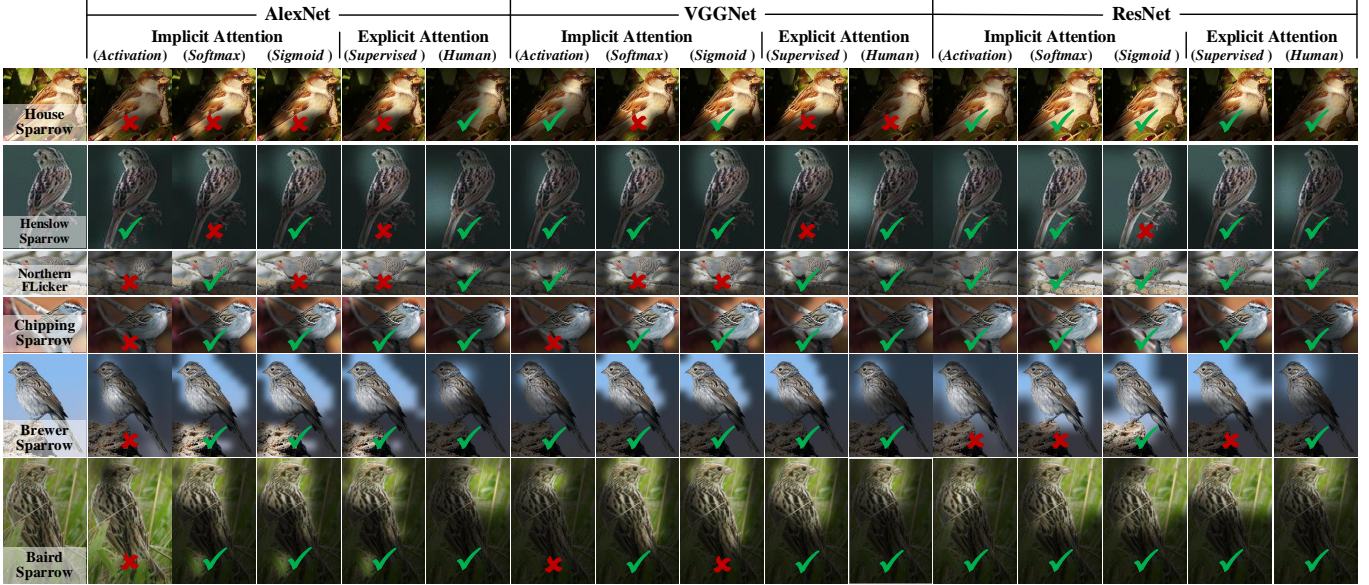 AlexNet VGGNet ResNet
Implicit Attention Explicit Attention Implicit Attention Explicit Attention Implicit Attention Explicit Attention
(Activation) (Softmax) (Sigmoid ) (Supervised ) (Human) (Activation) (Softmax) (Sigmoid ) (Supervised ) (Human) (Activation) (Softmax) (Sigmoid ) (Supervised ) (Human)
House
Sparrow
Henslow
Sparrow
Northern
FLicker
Chipping
Sparrow
Brewer
Sparrow
Baird
Sparrow